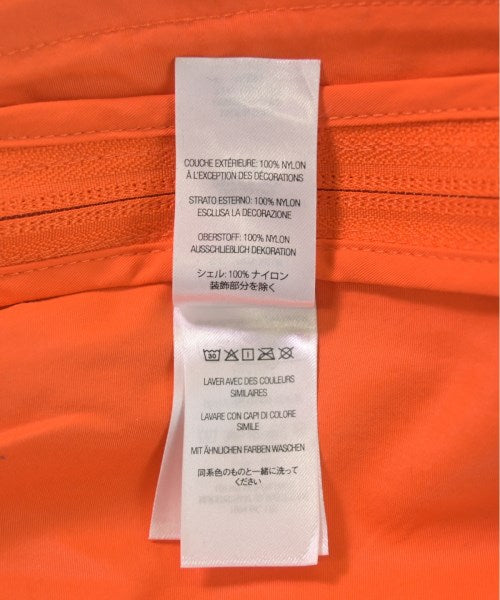 COUCHE EXTÉRIEURE: 100% NYLON
À L'EXCEPTION DES DÉCORATIONS
STRATO ESTERNO: 100% NYLON
ESCLUSA LA DECORAZIONE
OBERSTOFF: 100% NYLON
AUSSCHLIEßLICH DEKORATION
シェル: 100% ナイロン
装飾部分を除く
30
LAVER AVEC DES COULEURS
SIMILAIRES
LAVARE CON CAPI DI COLORE
SIMILE
MIT ÄHNLICHEN FARBEN WASCHEN
同系色のものと一緒に洗って
ください